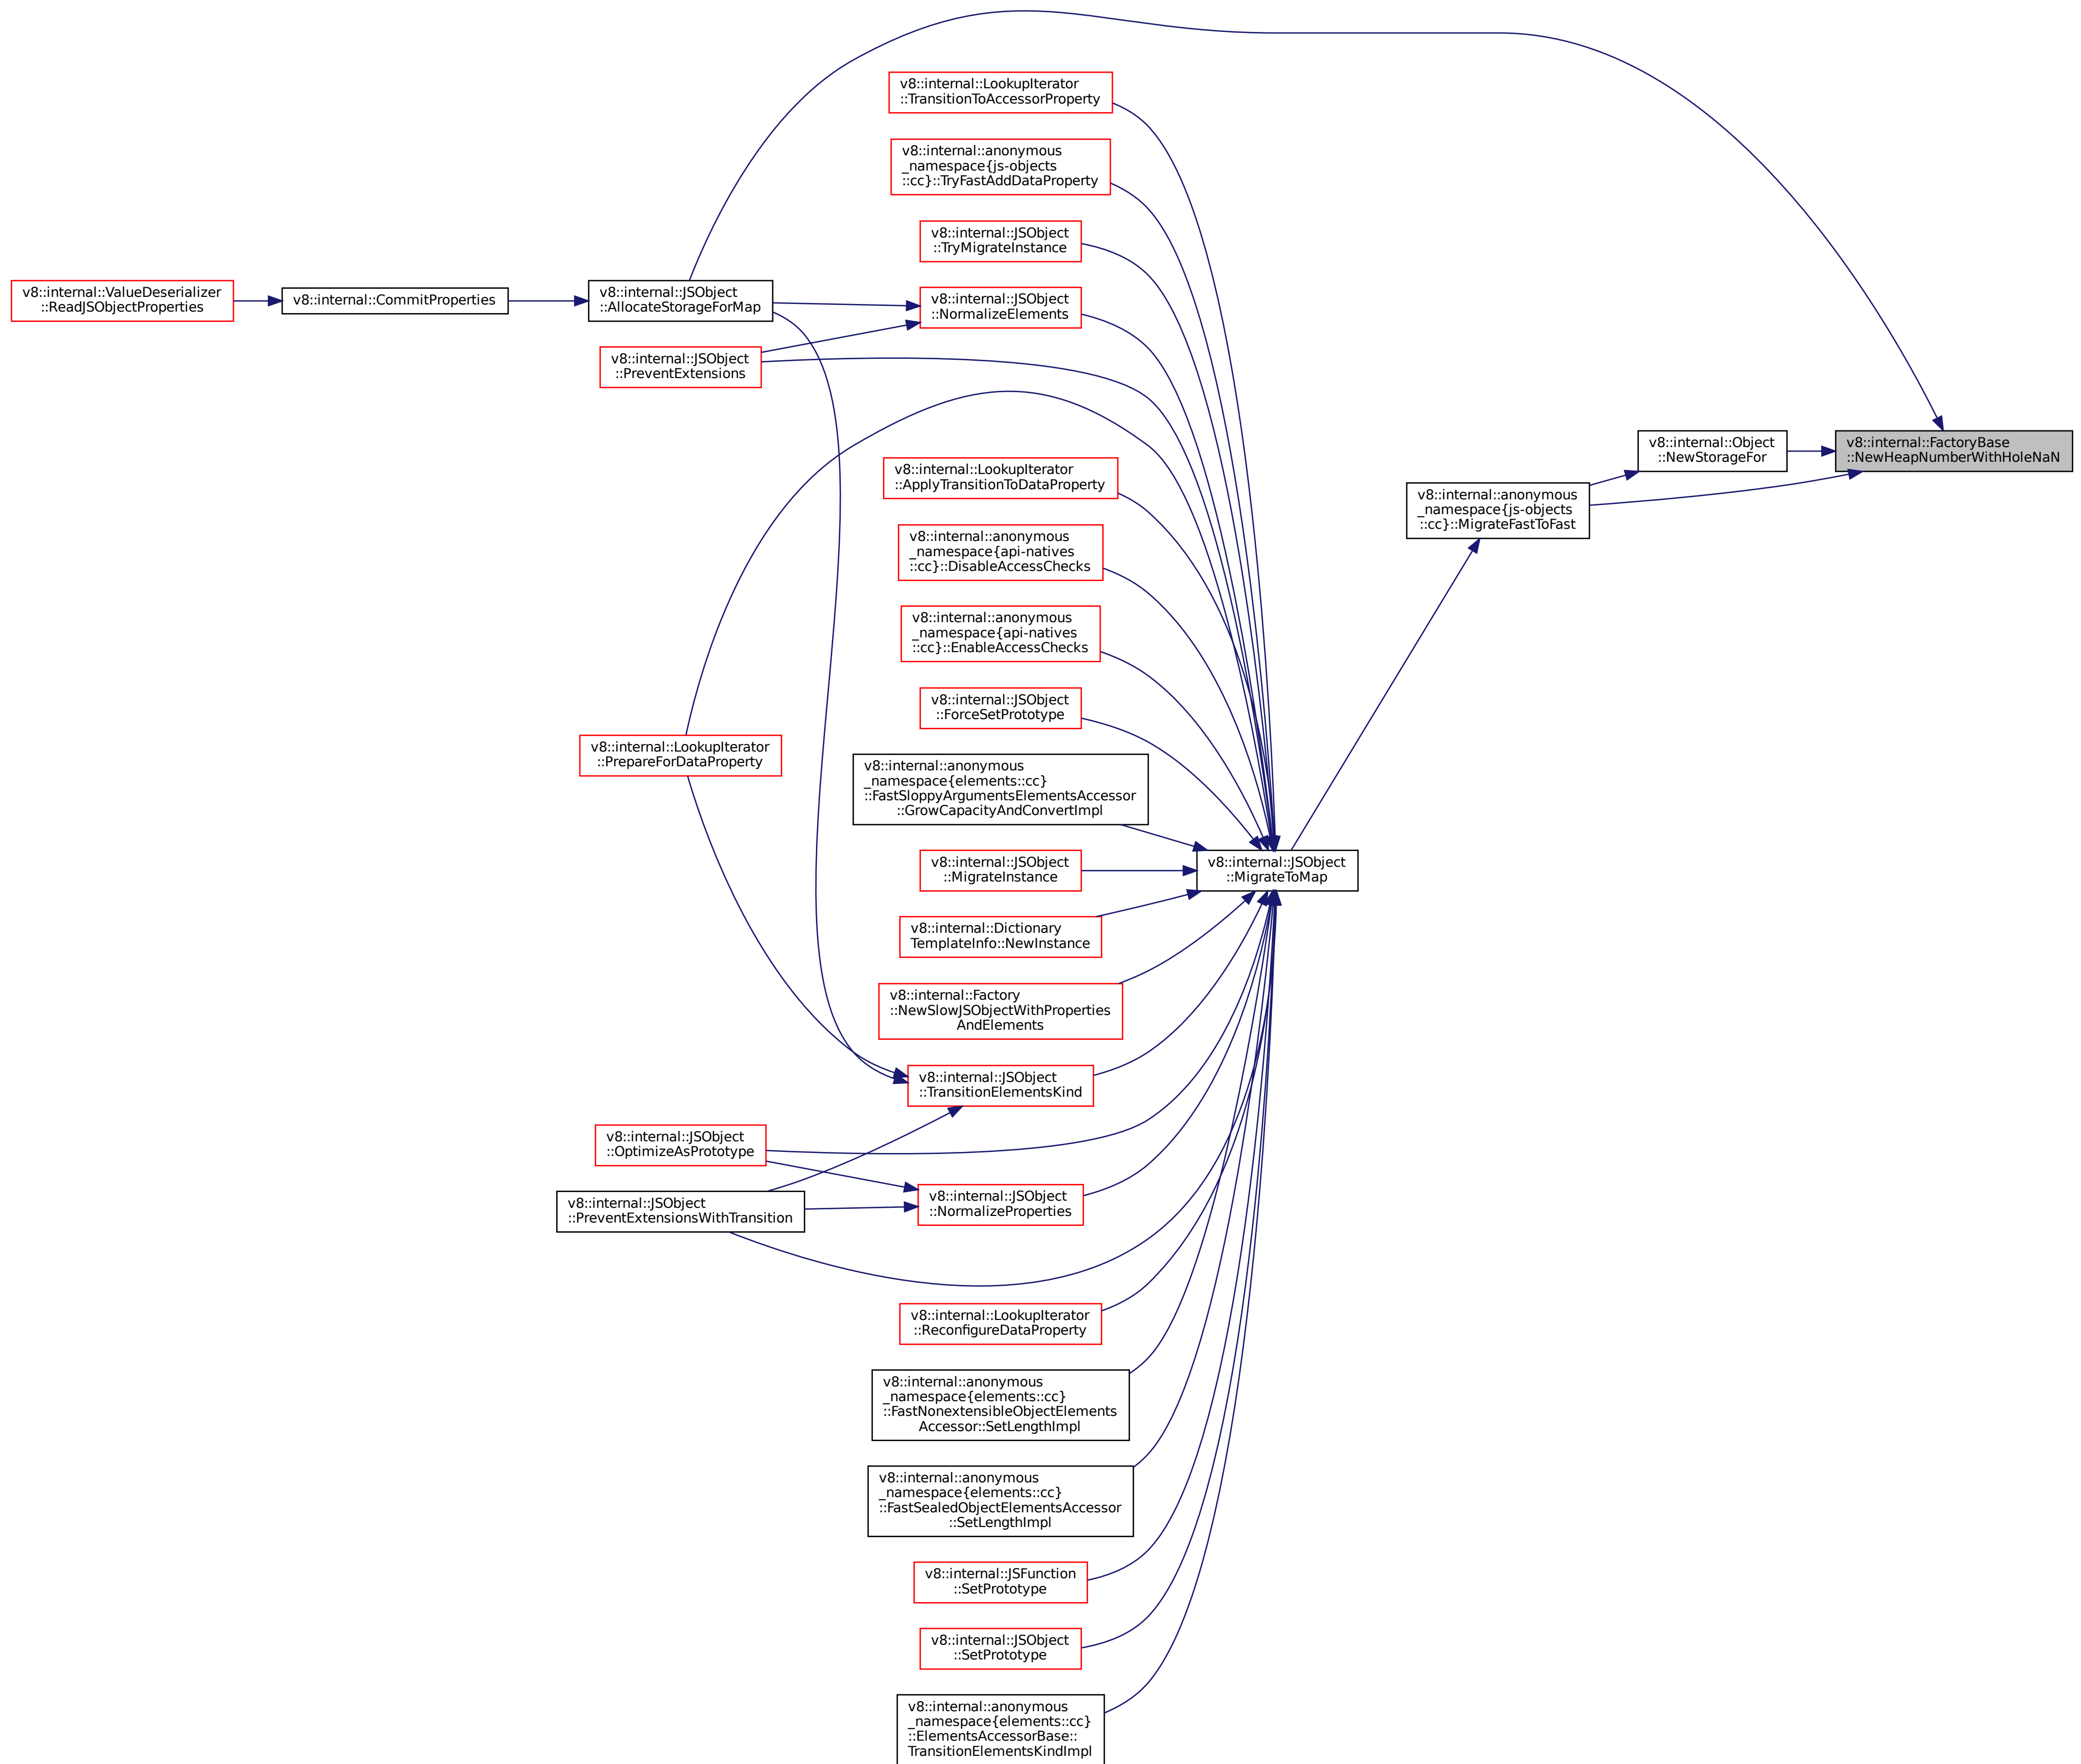 v8::internal::LookupIterator
::TransitionToAccessorProperty
v8::internal::anonymous
_namespace{js-objects
::cc}::TryFastAddDataProperty
v8::internal::JSObject
::TryMigrateInstance
v8::internal::ValueDeserializer
::ReadJSObjectProperties
v8::internal::CommitProperties
v8::internal::JSObject
::AllocateStorageForMap
v8::internal::JSObject
::NormalizeElements
v8::internal::JSObject
::PreventExtensions
v8::internal::Object
::NewStorageFor
v8::internal::FactoryBase
::NewHeapNumberWithHoleNaN
v8::internal::LookupIterator
::ApplyTransitionToDataProperty
v8::internal::anonymous
_namespace{js-objects
::cc}::MigrateFastToFast
v8::internal::anonymous
_namespace{api-natives
::cc}::DisableAccessChecks
v8::internal::anonymous
_namespace{api-natives
::cc}::EnableAccessChecks
v8::internal::JSObject
::ForceSetPrototype
v8::internal::LookupIterator
::PrepareForDataProperty
v8::internal::anonymous
_namespace{elements::cc}
::FastSloppyArgumentsElementsAccessor
::GrowCapacityAndConvertImpl
v8::internal::JSObject
::MigrateInstance
v8::internal::JSObject
::MigrateToMap
v8::internal::Dictionary
TemplateInfo::NewInstance
v8::internal::Factory
::NewSlowJSObjectWithProperties
AndElements
v8::internal::JSObject
::TransitionElementsKind
v8::internal::JSObject
::OptimizeAsPrototype
v8::internal::JSObject
::PreventExtensionsWithTransition
v8::internal::JSObject
::NormalizeProperties
v8::internal::LookupIterator
::ReconfigureDataProperty
v8::internal::anonymous
_namespace{elements::cc}
::FastNonextensibleObjectElements
Accessor::SetLengthImpl
v8::internal::anonymous
_namespace{elements::cc}
::FastSealedObjectElementsAccessor
::SetLengthImpl
v8::internal::JSFunction
::SetPrototype
v8::internal::JSObject
::SetPrototype
v8::internal::anonymous
_namespace{elements::cc}
::ElementsAccessorBase::
TransitionElementsKindImpl